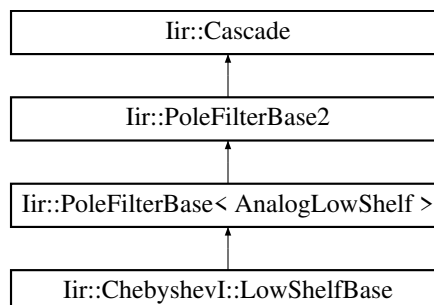 Iir::Cascade
Iir::PoleFilterBase2
Iir::PoleFilterBase< AnalogLowShelf >
Iir::ChebyshevI::LowShelfBase